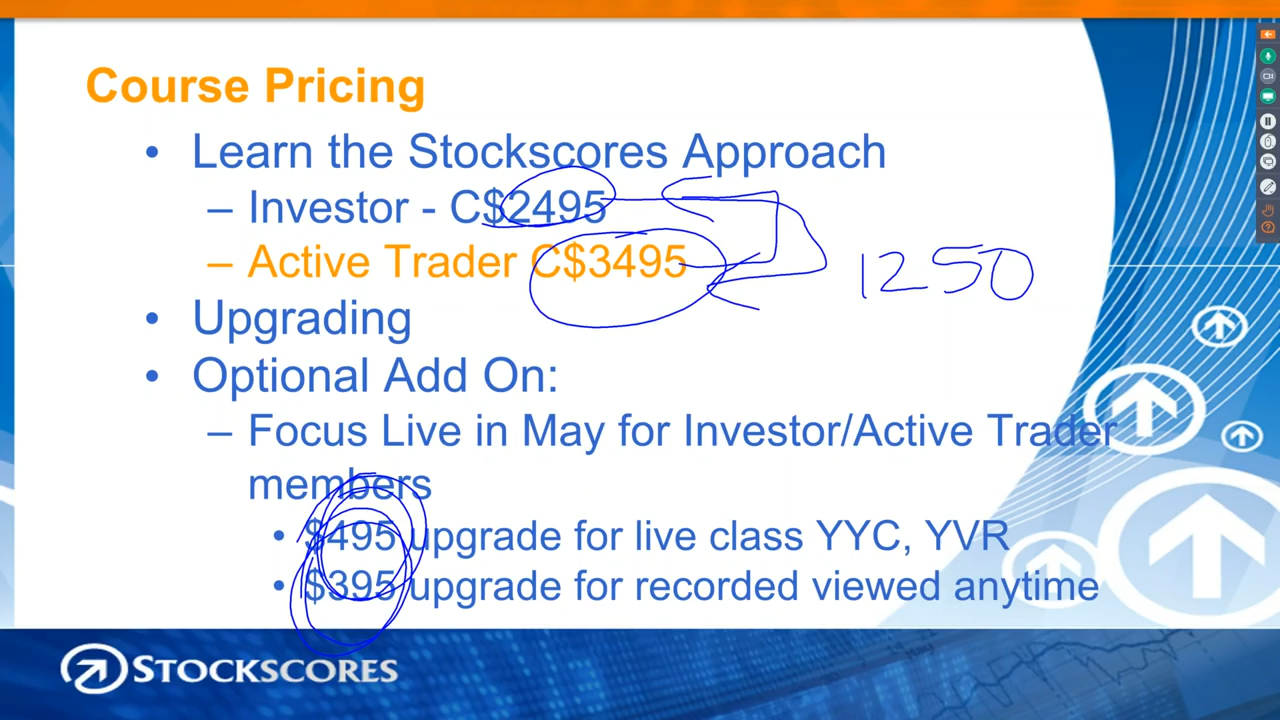 Course Pricing
• Learn the Stockscores Approach
– Investor - C$2495
– Active Trader C$3495
1250
• Upgrading
• Optional Add On:
– Focus Live in May for Investor/Active Trader
members
• $495 upgrade for live class YYC, YVR
• $395 upgrade for recorded viewed anytime
STOCKSCORES